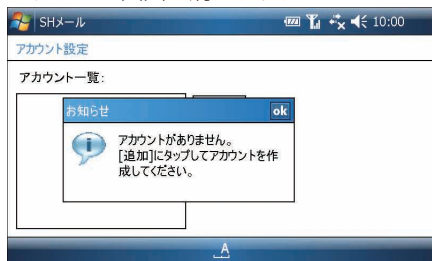 SHメール
10:00
アカウント設定
アカウント一覧:
お知らせ
ok
アカウントがありません。
[追加]にタップしてアカウントを作
成してください。
A